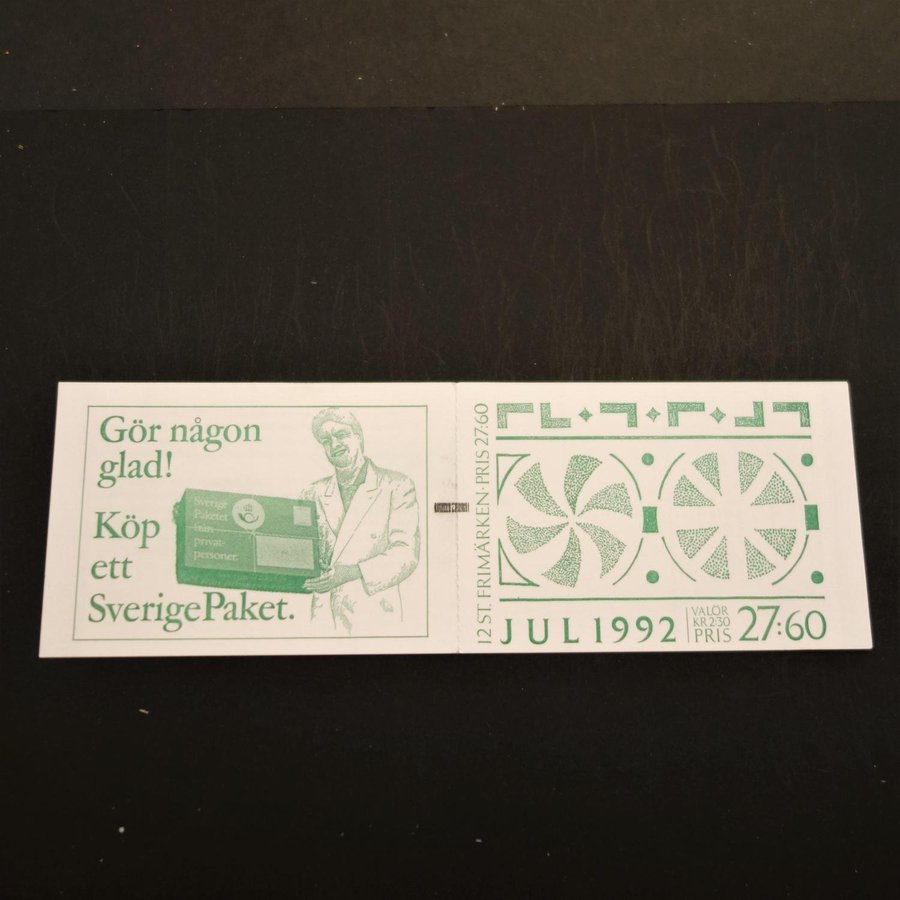 Gör någon
glad!
Köp
ett
SverigePaket.
Sverige
Paketet
från
privat-
personer.
12 ST. FRIMÄRKEN·PRIS 27:60
JUL 1992
VALÖR
KR 2:30
PRIS
27:60